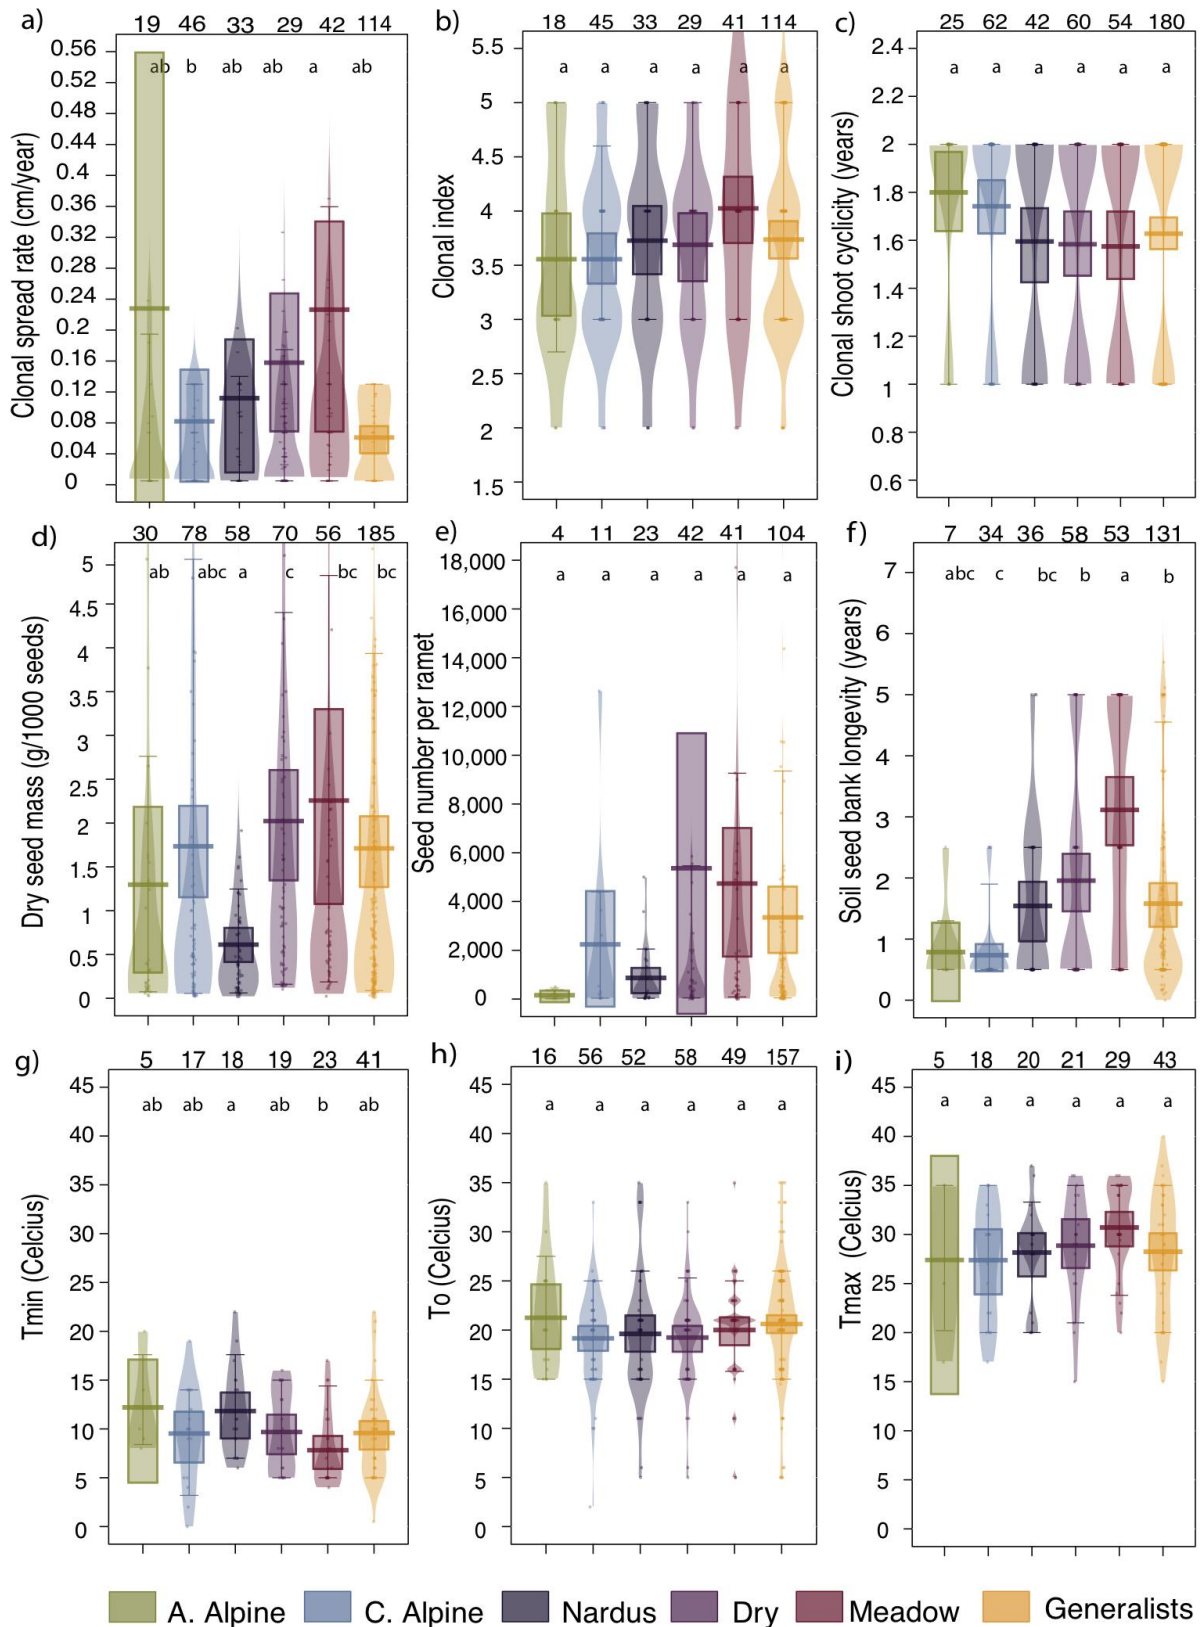 a)
19 46 33 29 42 114
ab b ab ab a ab
0.56
0.52
0.48
0.44
0.4
0.36
0.32
0.28
0.24
0.2
0.16
0.12
0.08
0.04
0
Clonal spread rate (cm/year)
b)
18 45 33 29 41 114
a a a a a a
5.5
5
4.5
4
3.5
3
2.5
2
1.5
Clonal index
c)
25 62 42 60 54 180
a a a a a a
2.4
2.2
2
1.8
1.6
1.4
1.2
1
0.8
0.6
Clonal shoot cyclicity (years)
d)
30 78 58 70 56 185
ab abc a c bc bc
5
4.5
4
3.5
3
2.5
2
1.5
1
0.5
0
Dry seed mass (g/1000 seeds)
e)
4 11 23 42 41 104
a a a a a a
18,000
16,000
14,000
12,000
10,000
8,000
6,000
4,000
2,000
0
Seed number per ramet
f)
7 34 36 58 53 131
abc c bc b a b
7
6
5
4
3
2
1
0
Soil seed bank longevity (years)
g)
5 17 18 19 23 41
ab ab a ab b ab
45
40
35
30
25
20
15
10
5
0
Tmin (Celcius)
h)
16 56 52 58 49 157
a a a a a a
45
40
35
30
25
20
15
10
5
0
To (Celcius)
i)
5 18 20 21 29 43
a a a a a a
45
40
35
30
25
20
15
10
5
0
Tmax (Celcius)
A. Alpine C. Alpine Nardus Dry Meadow Generalists